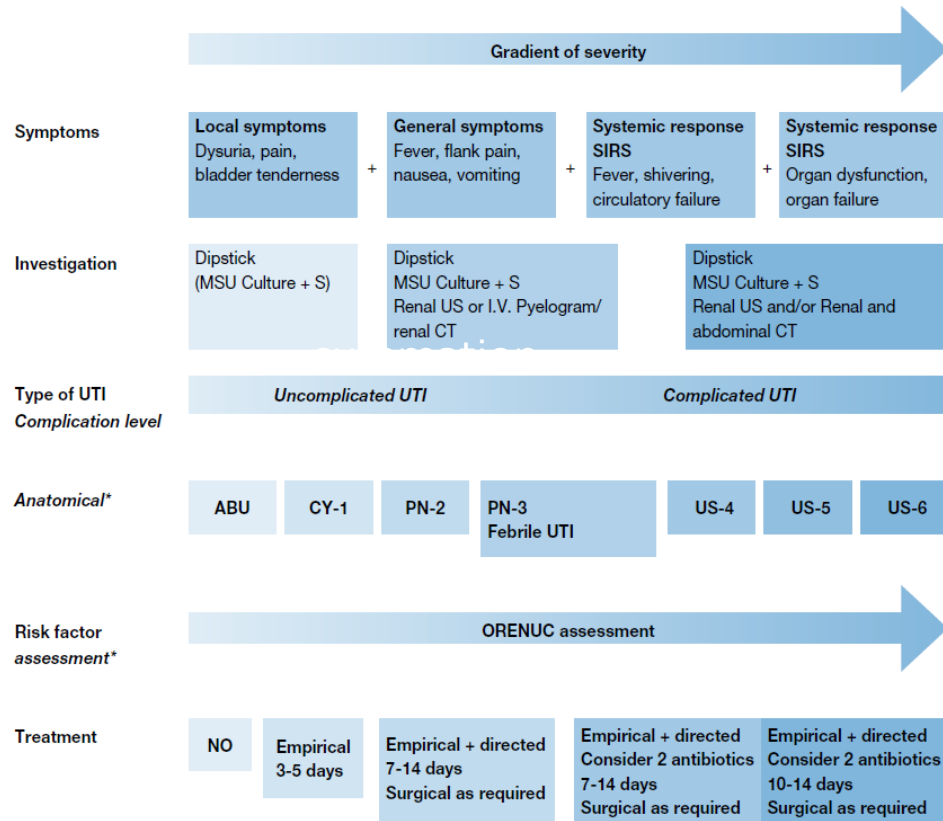 Gradient of severity
Symptoms
Local symptoms
Dysuria, pain,
bladder tenderness
+
General symptoms
Fever, flank pain,
nausea, vomiting
+
Systemic response
SIRS
Fever, shivering,
circulatory failure
+
Systemic response
SIRS
Organ dysfunction,
organ failure
Investigation
Dipstick
(MSU Culture + S)
Dipstick
MSU Culture + S
Renal US or I.V. Pyelogram/
renal CT
Dipstick
MSU Culture + S
Renal US and/or Renal and
abdominal CT
Type of UTI
Complication level
Uncomplicated UTI
Complicated UTI
Anatomical*
ABU
CY-1
PN-2
PN-3
Febrile UTI
US-4
US-5
US-6
Risk factor
assessment*
ORENUC assessment
Treatment
NO
Empirical
3-5 days
Empirical + directed
7-14 days
Surgical as required
Empirical + directed
Consider 2 antibiotics
7-14 days
Surgical as required
Empirical + directed
Consider 2 antibiotics
10-14 days
Surgical as required